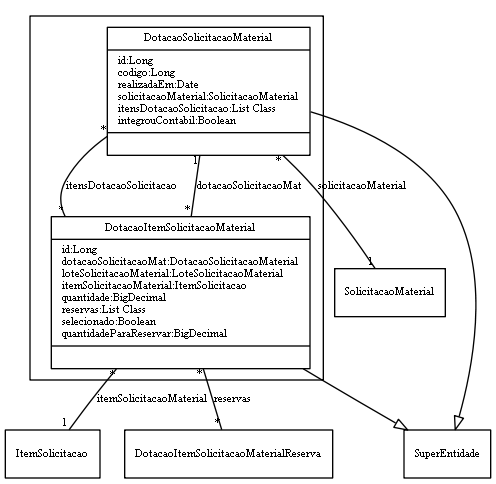 DotacaoSolicitacaoMaterial
id:Long
codigo:Long
realizadaEm:Date
solicitacaoMaterial:SolicitacaoMaterial
itensDotacaoSolicitacao:List Class
integrouContabil:Boolean
*
1
*
itensDotacaoSolicitacao
dotacaoSolicitacaoMat
solicitacaoMaterial
*
*
DotacaoItemSolicitacaoMaterial
id:Long
dotacaoSolicitacaoMat:DotacaoSolicitacaoMaterial
loteSolicitacaoMaterial:LoteSolicitacaoMaterial
itemSolicitacaoMaterial:ItemSolicitacao
quantidade:BigDecimal
reservas:List Class
selecionado:Boolean
quantidadeParaReservar:BigDecimal
1
SolicitacaoMaterial
*
*
itemSolicitacaoMaterial
reservas
1
*
ItemSolicitacao
DotacaoItemSolicitacaoMaterialReserva
SuperEntidade